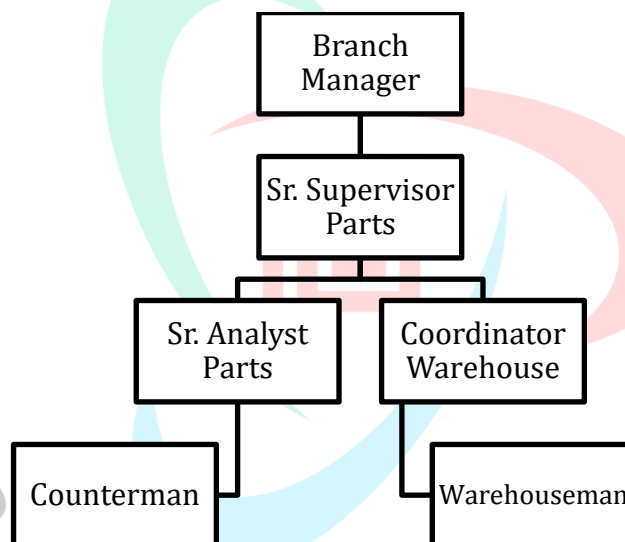 Branch
Manager
Sr. Supervisor
Parts
Sr. Analyst
Parts
Coordinator
Warehouse
Counterman
Warehouseman